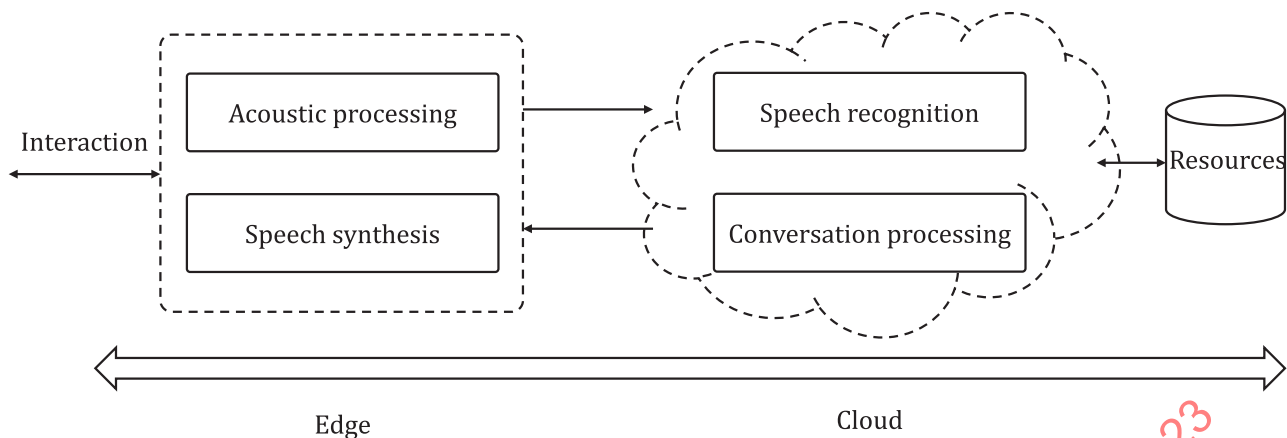 Interaction
Acoustic processing
Speech synthesis
Speech recognition
Conversation processing
Resources
Edge
Cloud